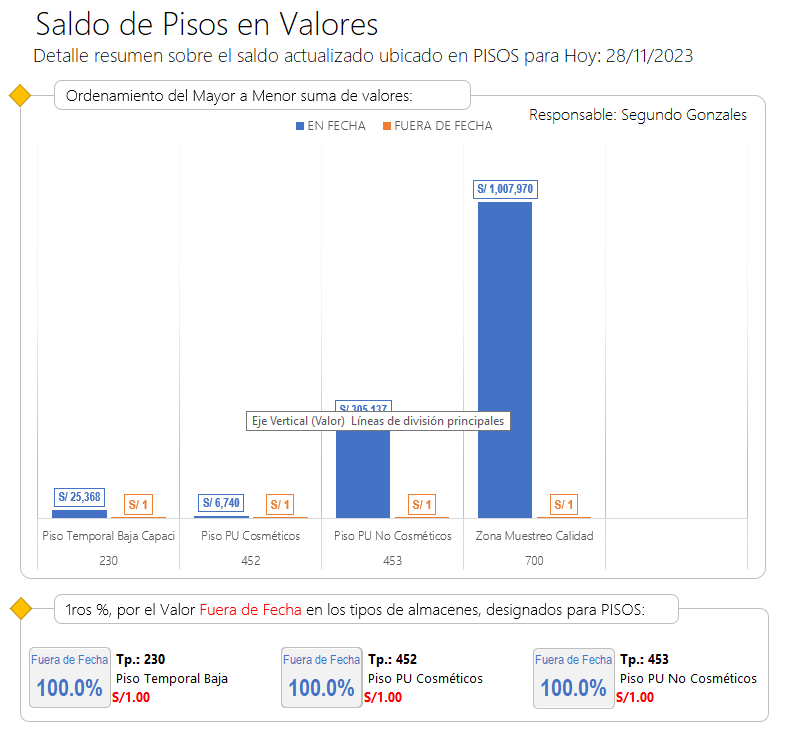 Saldo de Pisos en Valores
Detalle resumen sobre el saldo actualizado ubicado en PISOS para Hoy: 28/11/2023
Ordenamiento del Mayor a Menor suma de valores:
Responsable: Segundo Gonzales
EN FECHA FUERA DE FECHA
S/ 1,007,970
S/ 305,137
Eje Vertical (Valor) Líneas de división principales
S/ 25,368 S/ 1 S/ 6,740 S/ 1 S/ 1 S/ 1
Piso Temporal Baja Capaci Piso PU Cosméticos Piso PU No Cosméticos Zona Muestreo Calidad
230 452 453 700
1ros %, por el Valor Fuera de Fecha en los tipos de almacenes, designados para PISOS:
Fuera de Fecha Tp.: 230 Fuera de Fecha Tp.: 452 Fuera de Fecha Tp.: 453
100.0% Piso Temporal Baja 100.0% Piso PU Cosméticos 100.0% Piso PU No Cosméticos
S/1.00 S/1.00 S/1.00